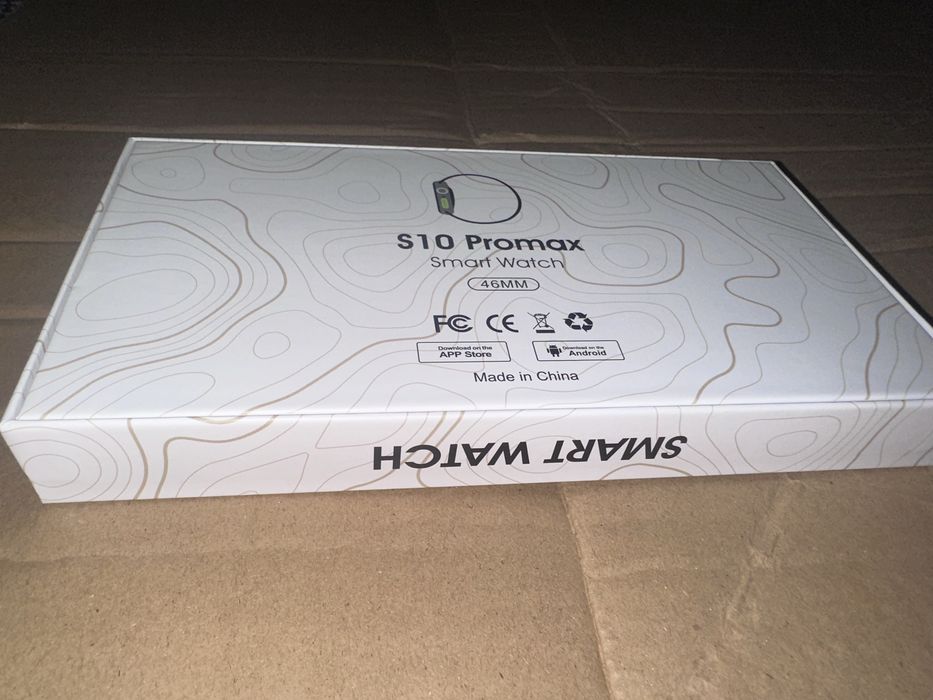 S10 Promax
Smart Watch
46MM
FC CE
Download on the
APP Store
Download on the
Android
Made in China
SMART WATCH